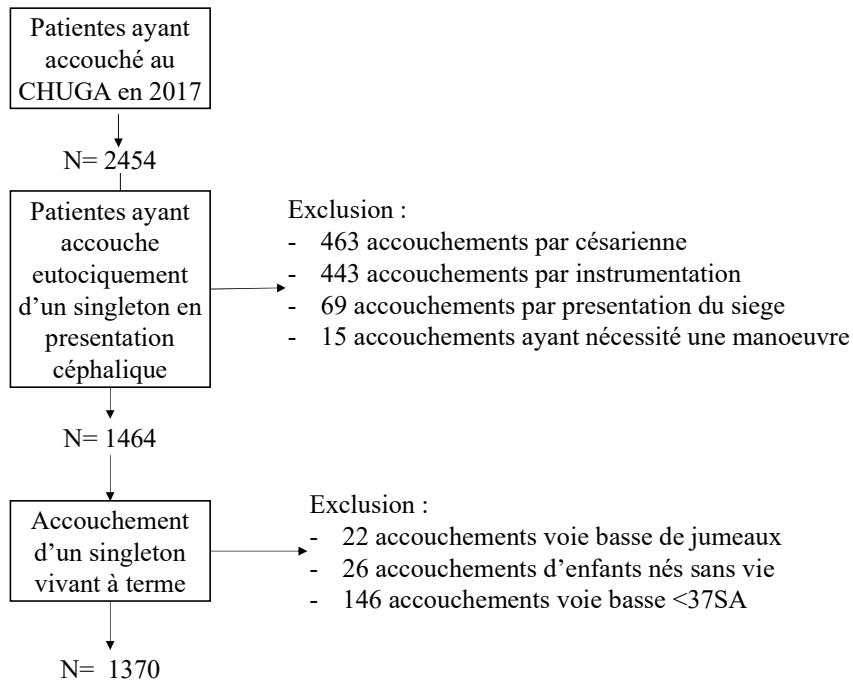 Patientes ayant
accouché au
CHUGA en 2017
N= 2454
Patientes ayant
accouche
eutociquement
d’un singleton en
presentation
céphalique
Exclusion :
- 463 accouchements par césarienne
- 443 accouchements par instrumentation
- 69 accouchements par presentation du siege
- 15 accouchements ayant nécessité une manoeuvre
N= 1464
Accouchement
d’un singleton
vivant à terme
Exclusion :
- 22 accouchements voie basse de jumeaux
- 26 accouchements d’enfants nés sans vie
- 146 accouchements voie basse <37SA
N= 1370